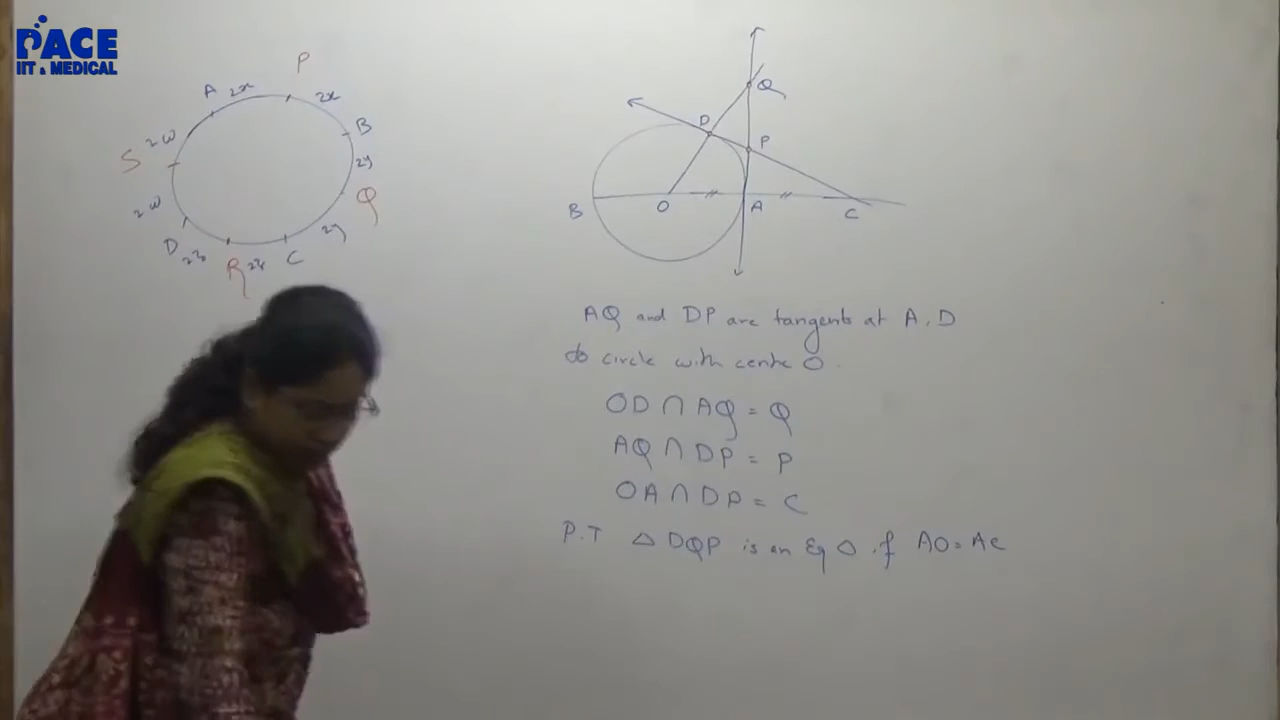 PACE
IIT & MEDICAL
P
A 2x 2x
B
2w
S
2y
Q
2w
2y
D 2z R 2z C
Q
D P
B O A C
AQ and DP are tangents at A, D
to circle with centre O.
OD ∩ AQ = Q
AQ ∩ DP = P
OA ∩ DP = C
P.T △ DQP is an Eq △ if AO = AC